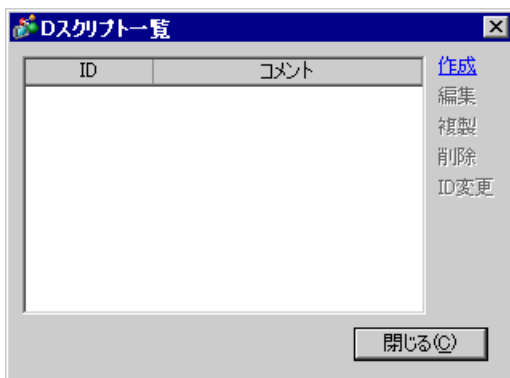 Dスクリプト一覧
ID コメント
作成
編集
複製
削除
ID変更
閉じる(C)